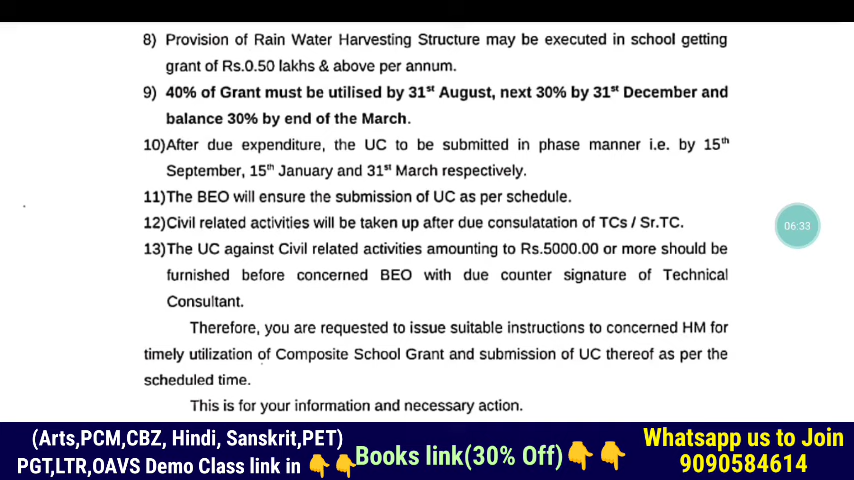 8) Provision of Rain Water Harvesting Structure may be executed in school getting
grant of Rs.0.50 lakhs & above per annum.
9) 40% of Grant must be utilised by 31st August, next 30% by 31st December and
balance 30% by end of the March.
10)After due expenditure, the UC to be submitted in phase manner i.e. by 15th
September, 15th January and 31st March respectively.
11)The BEO will ensure the submission of UC as per schedule.
12)Civil related activities will be taken up after due consulatation of TCs / Sr.TC.
13)The UC against Civil related activities amounting to Rs.5000.00 or more should be
furnished before concerned BEO with due counter signature of Technical
Consultant.
Therefore, you are requested to issue suitable instructions to concerned HM for
timely utilization of Composite School Grant and submission of UC thereof as per the
scheduled time.
This is for your information and necessary action.
06:33
(Arts,PCM,CBZ, Hindi, Sanskrit,PET)
PGT,LTR,OAVS Demo Class link in 👇👇
Books link(30% Off)👇👇
Whatsapp us to Join
9090584614